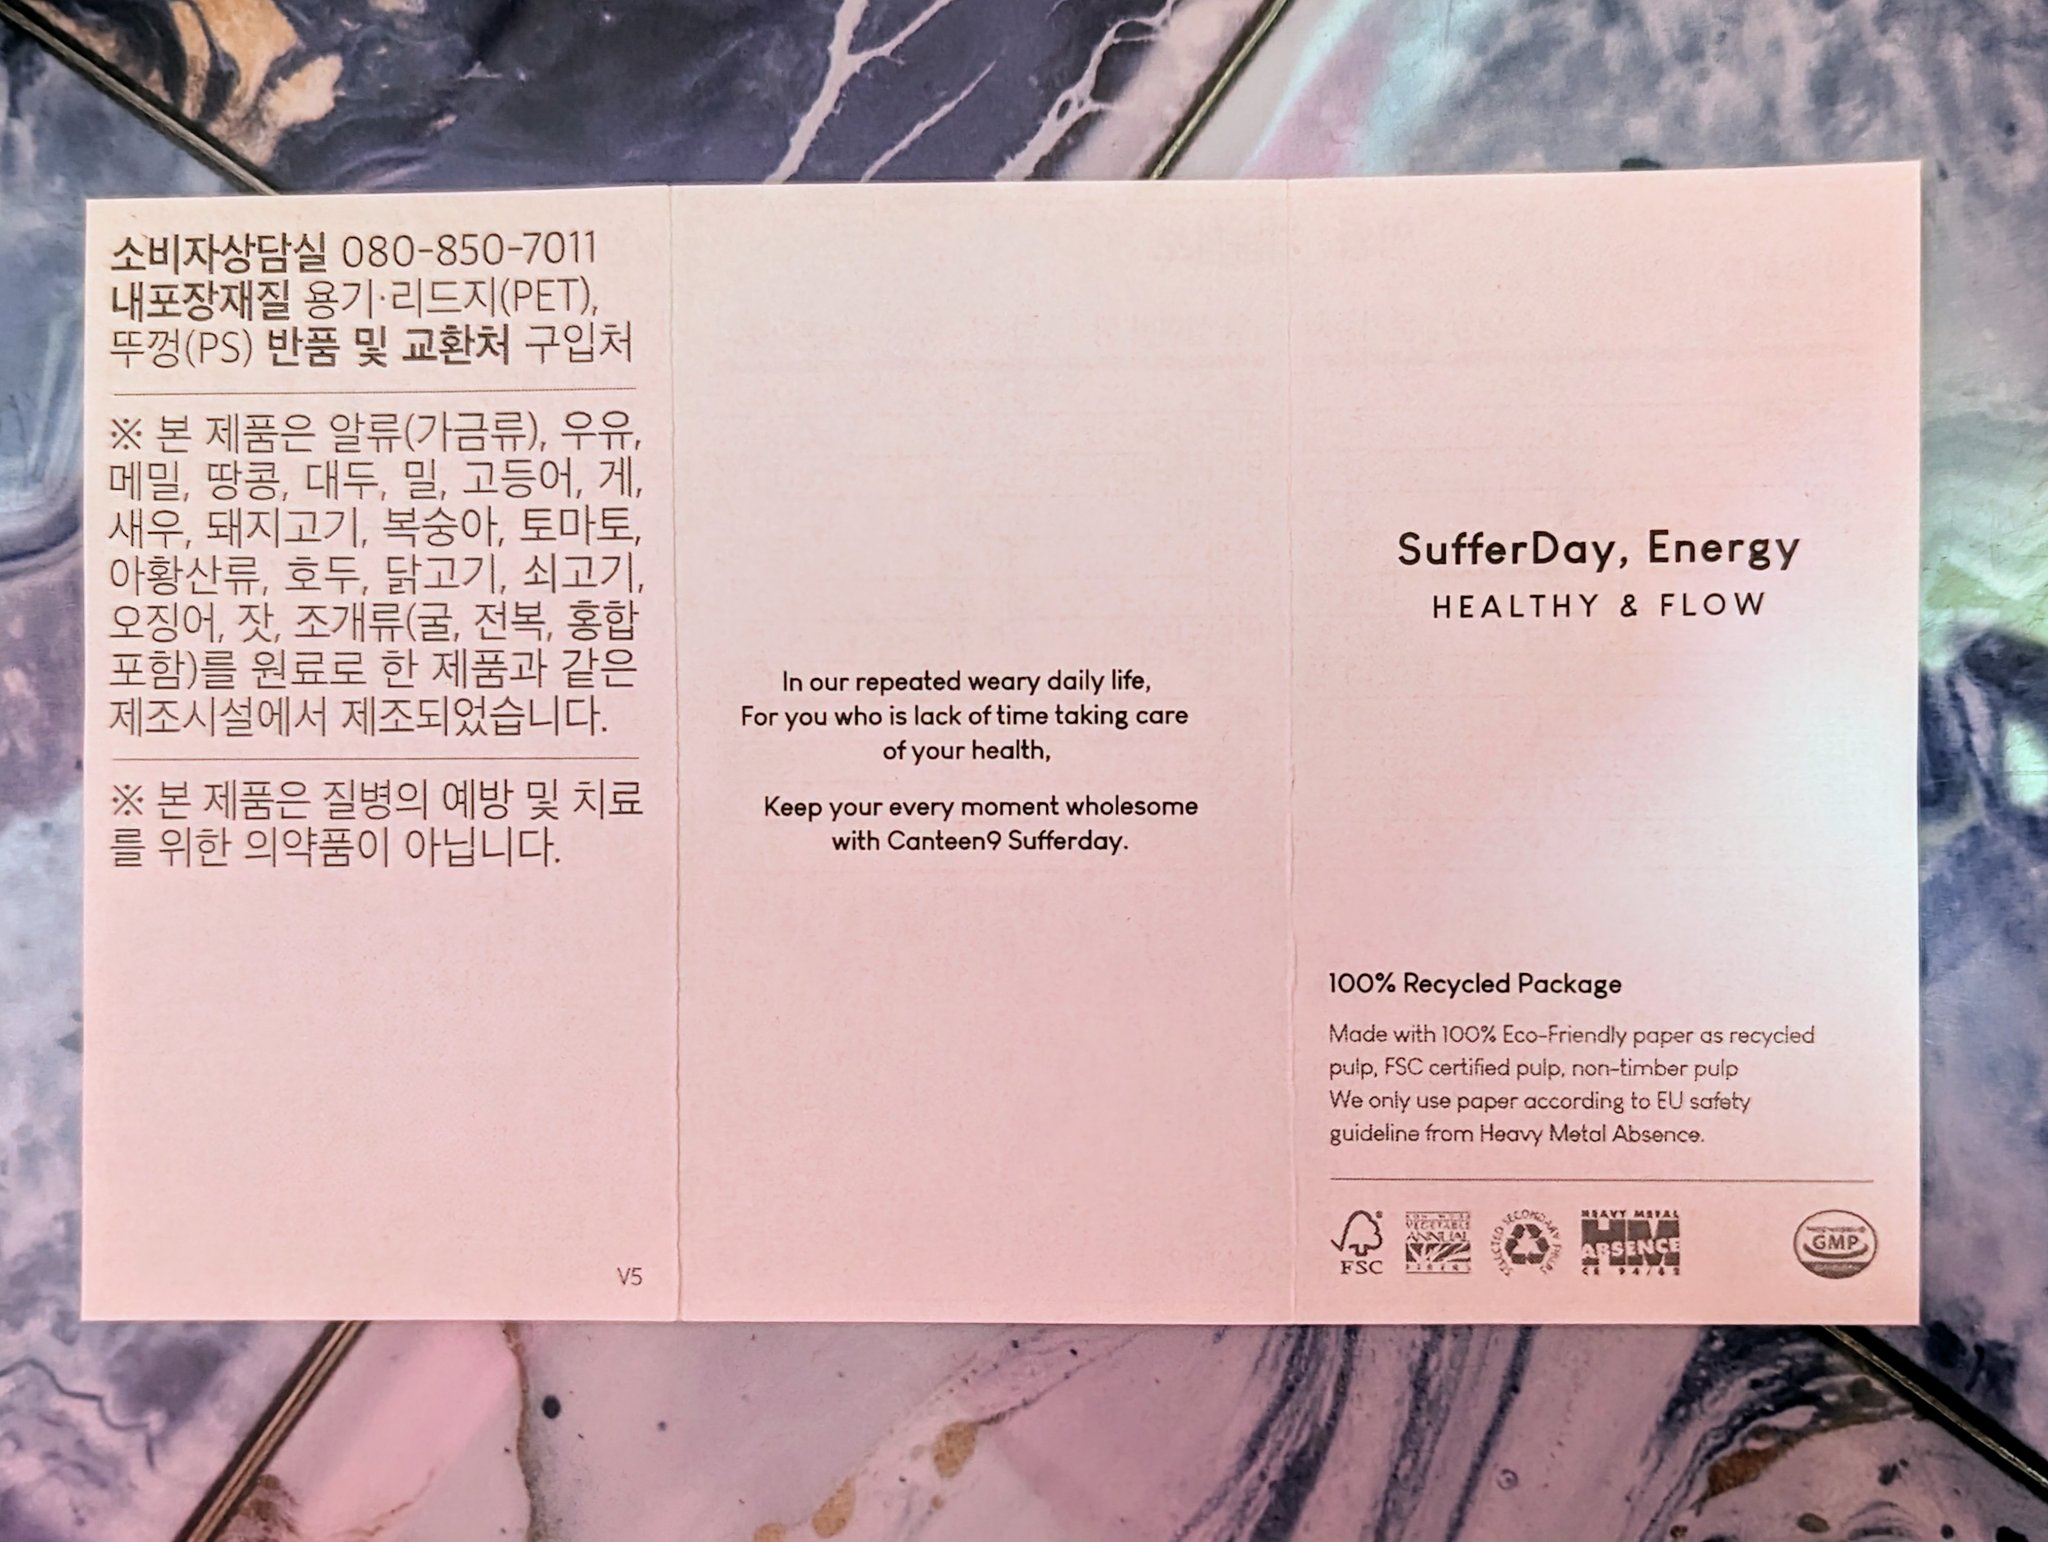 소비자상담실 080-850-7011
내포장재질 용기·리드지(PET),
뚜껑(PS) 반품 및 교환처 구입처
※ 본 제품은 알류(가금류), 우유,
메밀, 땅콩, 대두, 밀, 고등어, 게,
새우, 돼지고기, 복숭아, 토마토,
아황산류, 호두, 닭고기, 쇠고기,
오징어, 잣, 조개류(굴, 전복, 홍합
포함)를 원료로 한 제품과 같은
제조시설에서 제조되었습니다.
※ 본 제품은 질병의 예방 및 치료
를 위한 의약품이 아닙니다.
V5
In our repeated weary daily life,
For you who is lack of time taking care
of your health,
Keep your every moment wholesome
with Canteen9 Sufferday.
SufferDay, Energy
HEALTHY & FLOW
100% Recycled Package
Made with 100% Eco-Friendly paper as recycled
pulp, FSC certified pulp, non-timber pulp
We only use paper according to EU safety
guideline from Heavy Metal Absence.
FSC
VEGETABLE
ANNUAL
FIBERS
SELECTED SECONDARY FIBERS
HEAVY METAL
HM
ABSENCE
CE 94/62
GMP